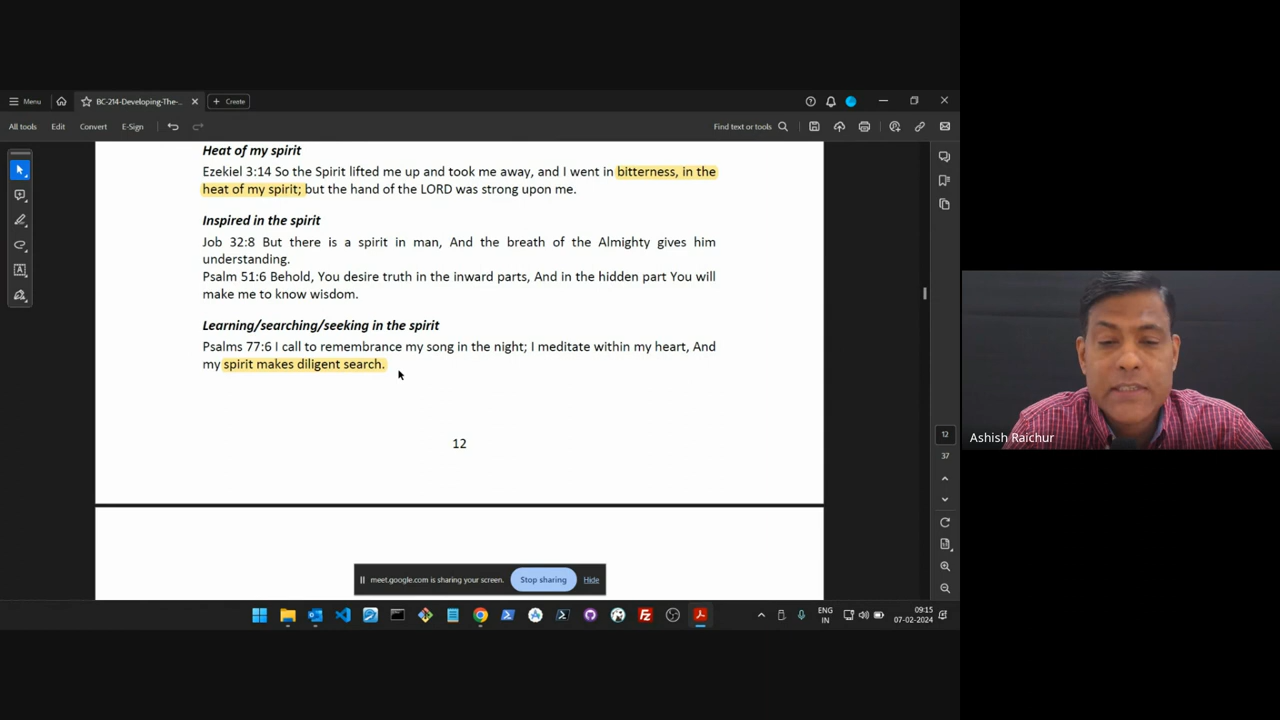 Menu
BC-214-Developing-The-...
Create
All tools
Edit
Convert
E-Sign
Find text or tools
Heat of my spirit
Ezekiel 3:14 So the Spirit lifted me up and took me away, and I went in bitterness, in the
heat of my spirit; but the hand of the LORD was strong upon me.
Inspired in the spirit
Job 32:8 But there is a spirit in man, And the breath of the Almighty gives him
understanding.
Psalm 51:6 Behold, You desire truth in the inward parts, And in the hidden part You will
make me to know wisdom.
Learning/searching/seeking in the spirit
Psalms 77:6 I call to remembrance my song in the night; I meditate within my heart, And
my spirit makes diligent search.
12
12
37
Ashish Raichur
meet.google.com is sharing your screen.
Stop sharing
Hide
ENG
IN
09:15
07-02-2024